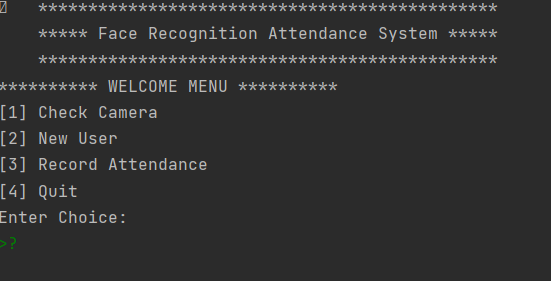 **********************************************
***** Face Recognition Attendance System *****
**********************************************
********** WELCOME MENU **********
[1] Check Camera
[2] New User
[3] Record Attendance
[4] Quit
Enter Choice:
>?